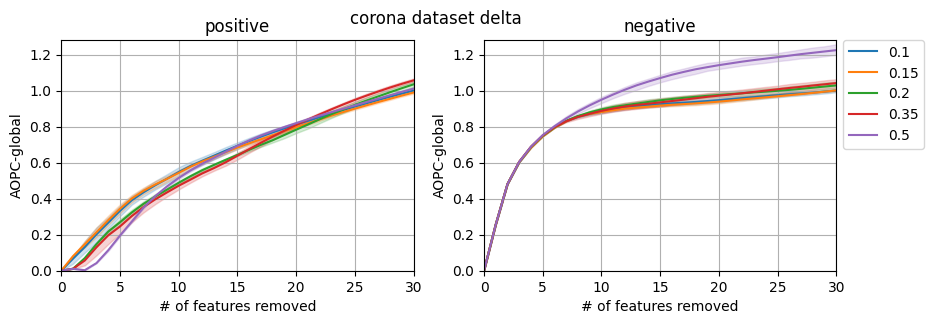 corona dataset delta
positive
negative
AOPC-global
1.2
1.0
0.8
0.6
0.4
0.2
0.0
0 5 10 15 20 25 30
# of features removed
AOPC-global
1.2
1.0
0.8
0.6
0.4
0.2
0.0
0 5 10 15 20 25 30
# of features removed
0.1
0.15
0.2
0.35
0.5